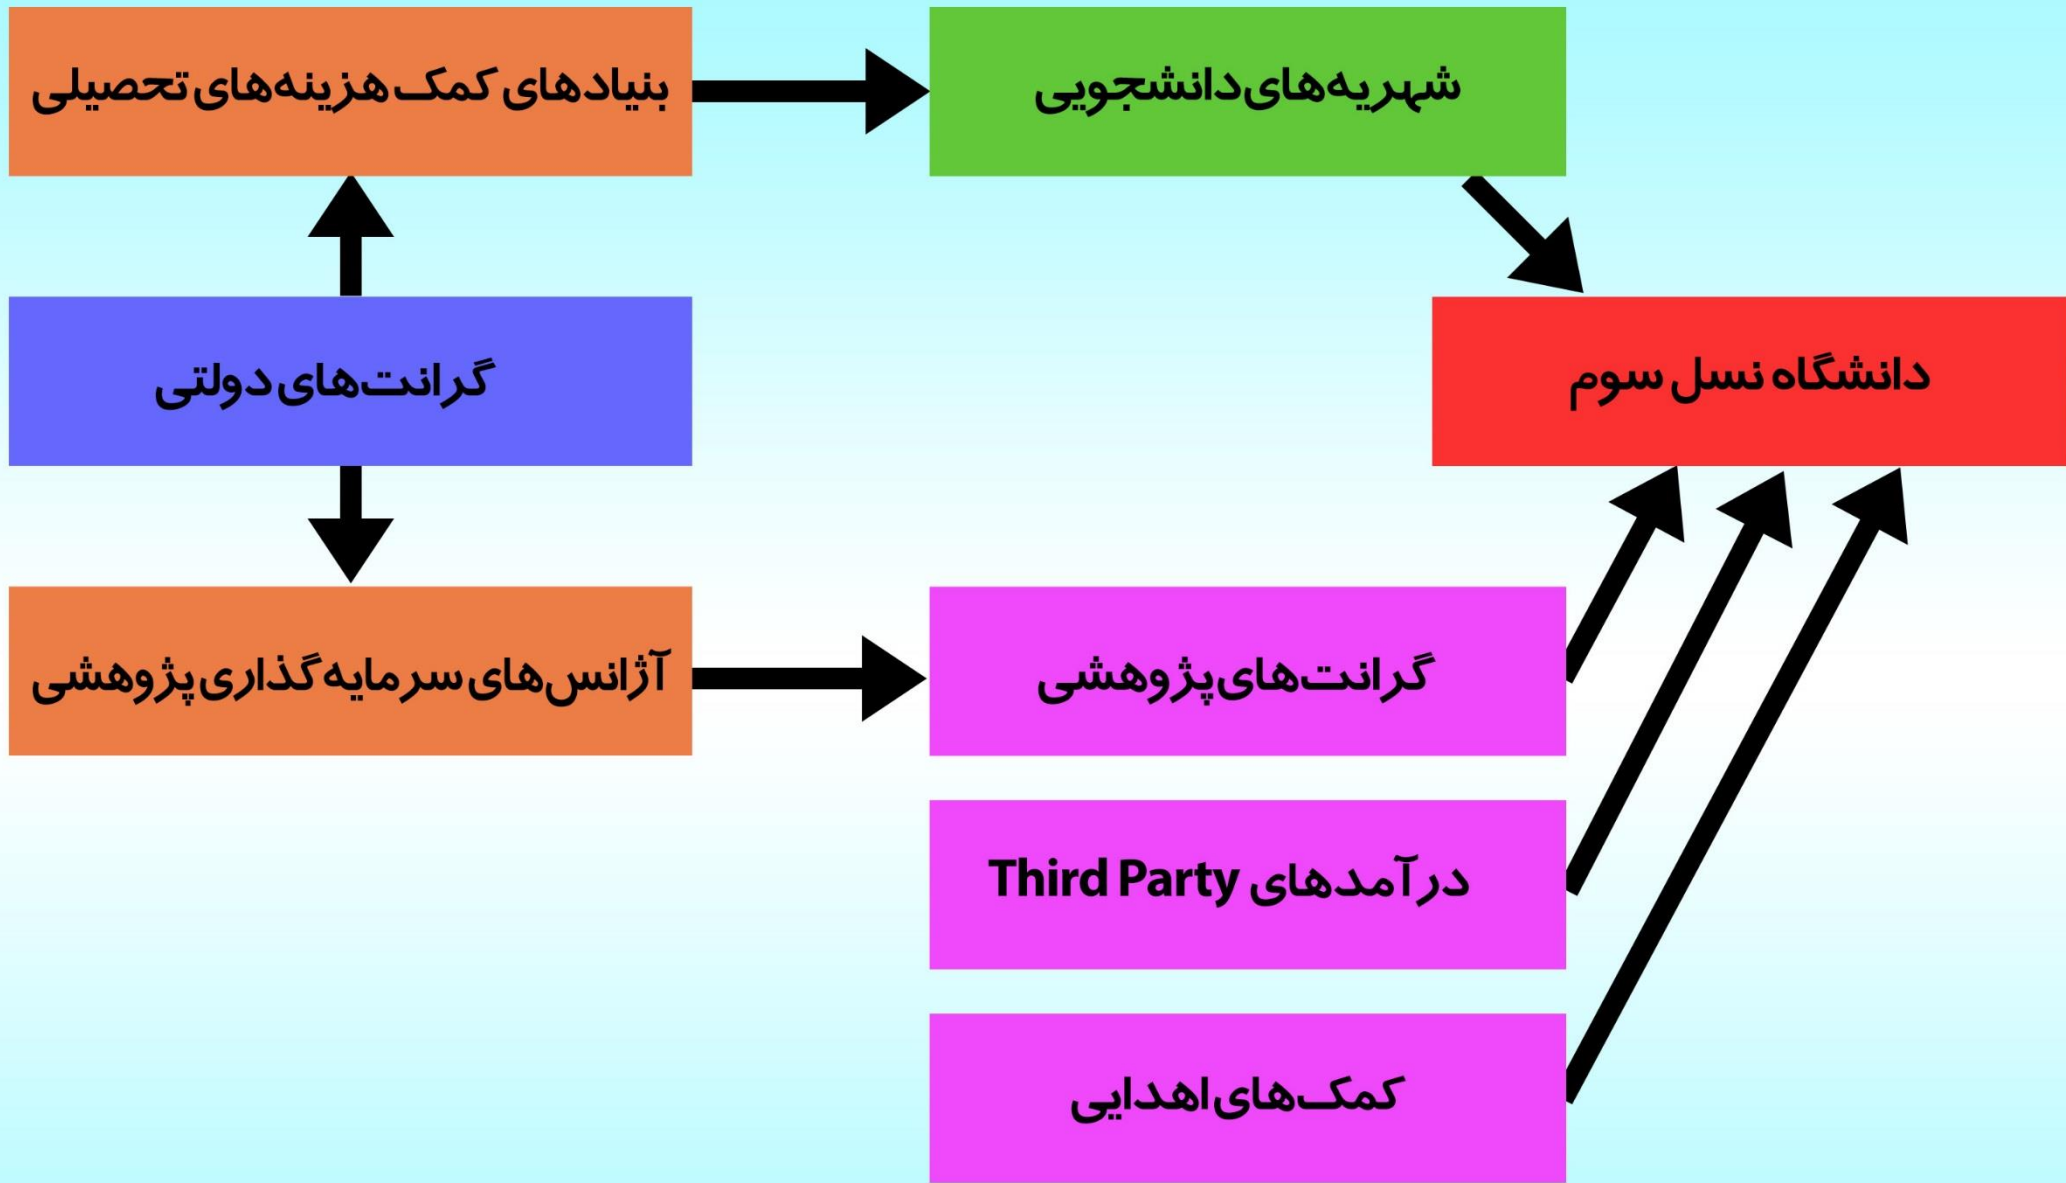 بنیادهای کمک هزینه‌های تحصیلی
شهریه‌های دانشجویی
گرانت‌های دولتی
دانشگاه نسل سوم
آژانس‌های سرمایه گذاری پژوهشی
گرانت‌های پژوهشی
درآمدهای Third Party
کمک‌های اهدایی